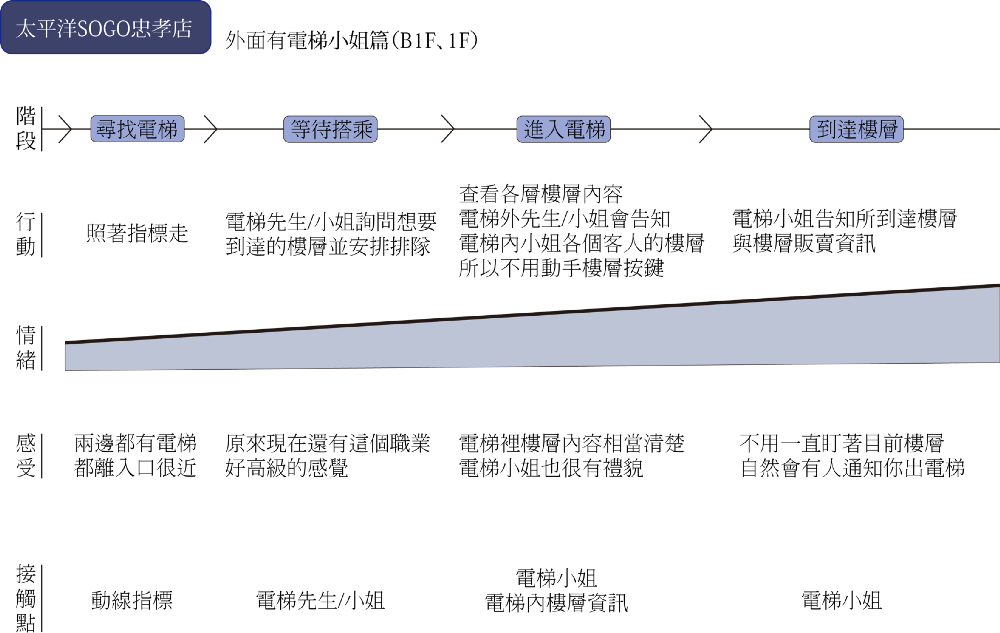 太平洋SOGO忠孝店
外面有電梯小姐篇(B1F、1F)
階段
尋找電梯
等待搭乘
進入電梯
到達樓層
行動
照著指標走
電梯先生/小姐詢問想要
到達的樓層並安排排隊
查看各層樓層內容
電梯外先生/小姐會告知
電梯內小姐各個客人的樓層
所以不用動手樓層按鍵
電梯小姐告知所到達樓層
與樓層販賣資訊
情緒
感受
兩邊都有電梯
都離入口很近
原來現在還有這個職業
好高級的感覺
電梯裡樓層內容相當清楚
電梯小姐也很有禮貌
不用一直盯著目前樓層
自然會有人通知你出電梯
接觸點
動線指標
電梯先生/小姐
電梯小姐
電梯內樓層資訊
電梯小姐